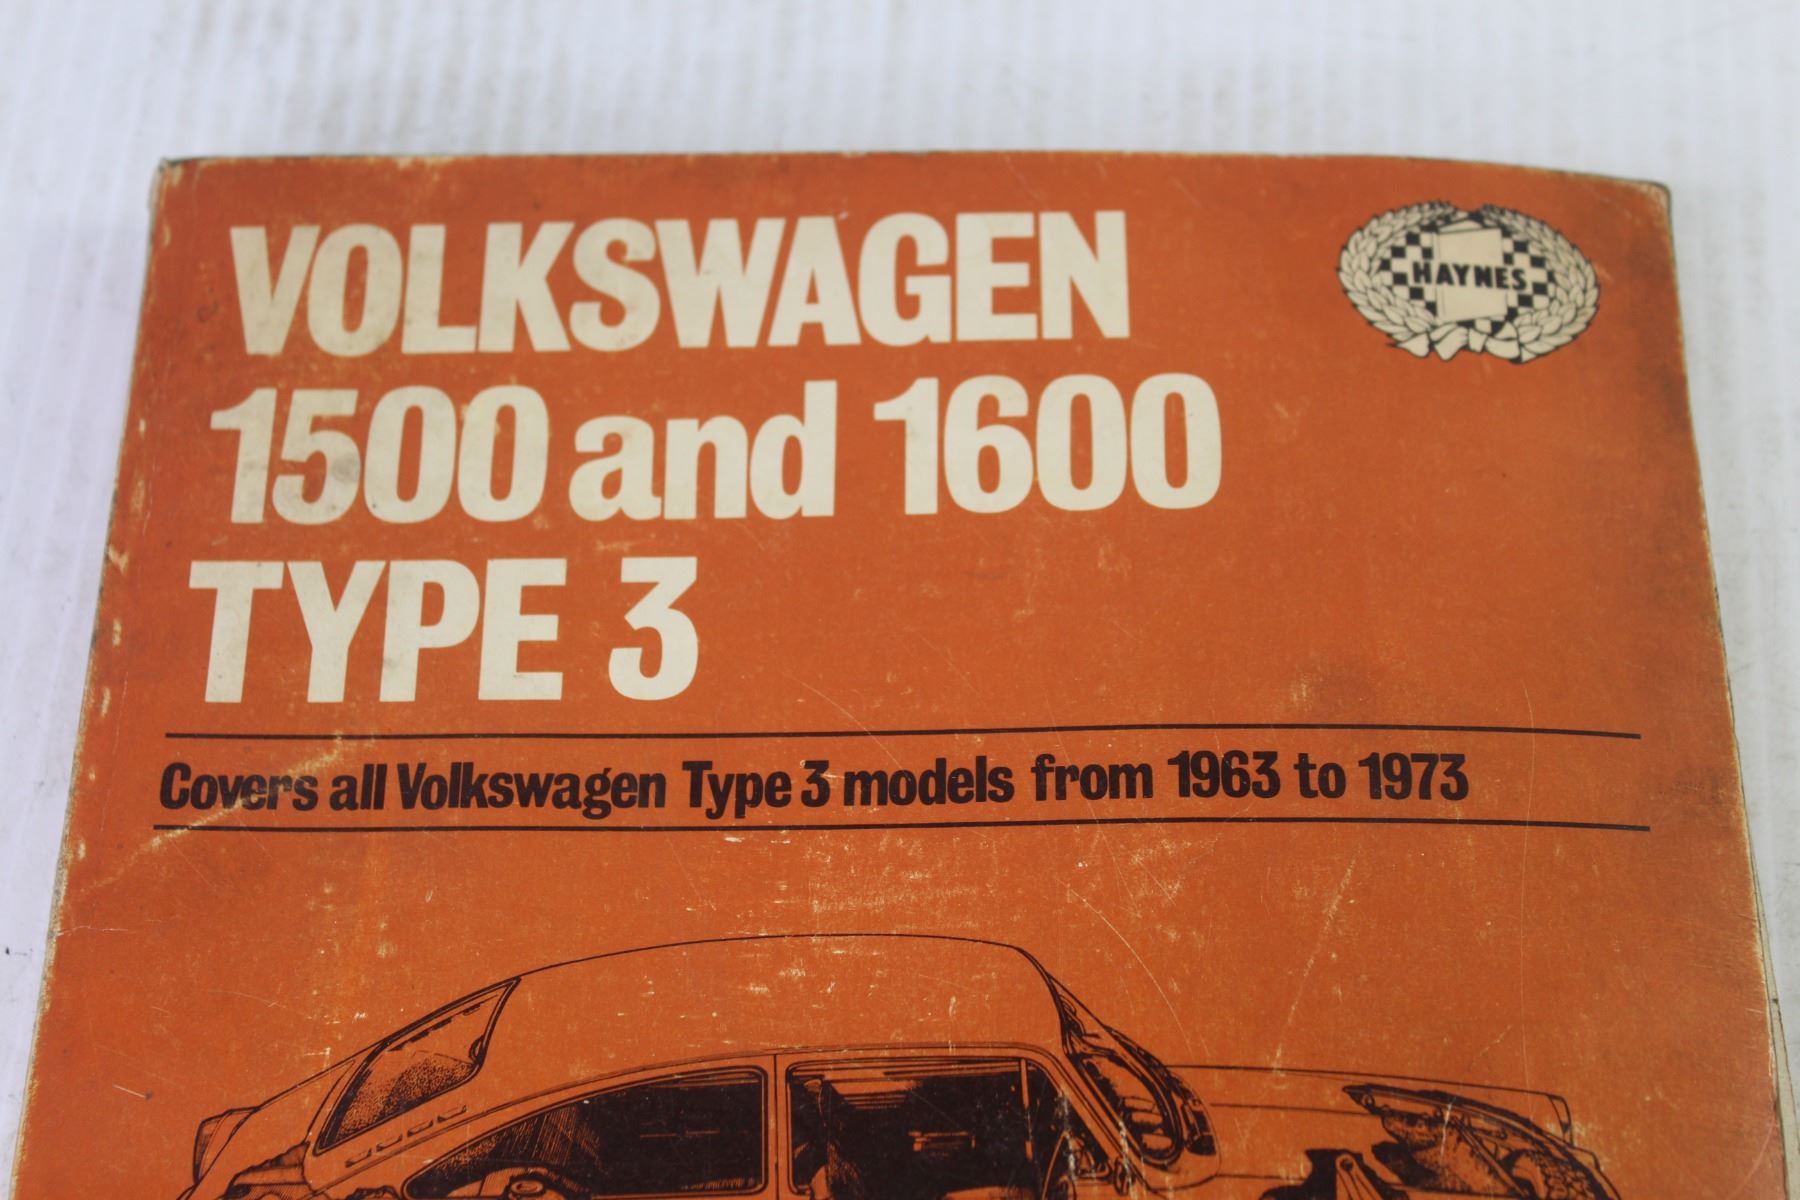 VOLKSWAGEN
HAYNES
1500 and 1600
TYPE 3
Covers all Volkswagen Type 3 models from 1963 to 1973